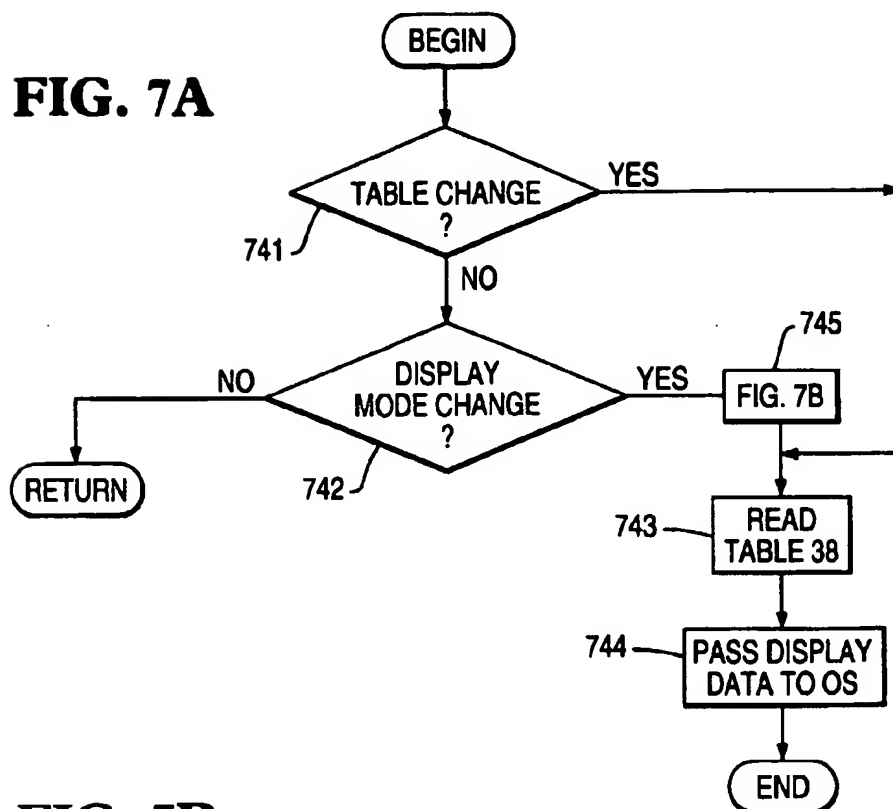 BEGIN
FIG. 7A
TABLE CHANGE
?
YES
741
NO
745
DISPLAY
MODE CHANGE
?
NO
YES
FIG. 7B
742
RETURN
743
READ
TABLE 38
744
PASS DISPLAY
DATA TO OS
END